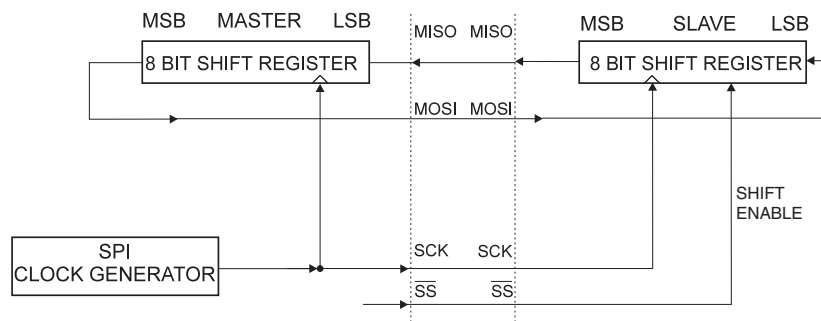 MSB MASTER LSB
MSB SLAVE LSB
MISO MISO
8 BIT SHIFT REGISTER
8 BIT SHIFT REGISTER
MOSI MOSI
SHIFT
ENABLE
SPI
CLOCK GENERATOR
SCK SCK
SS SS